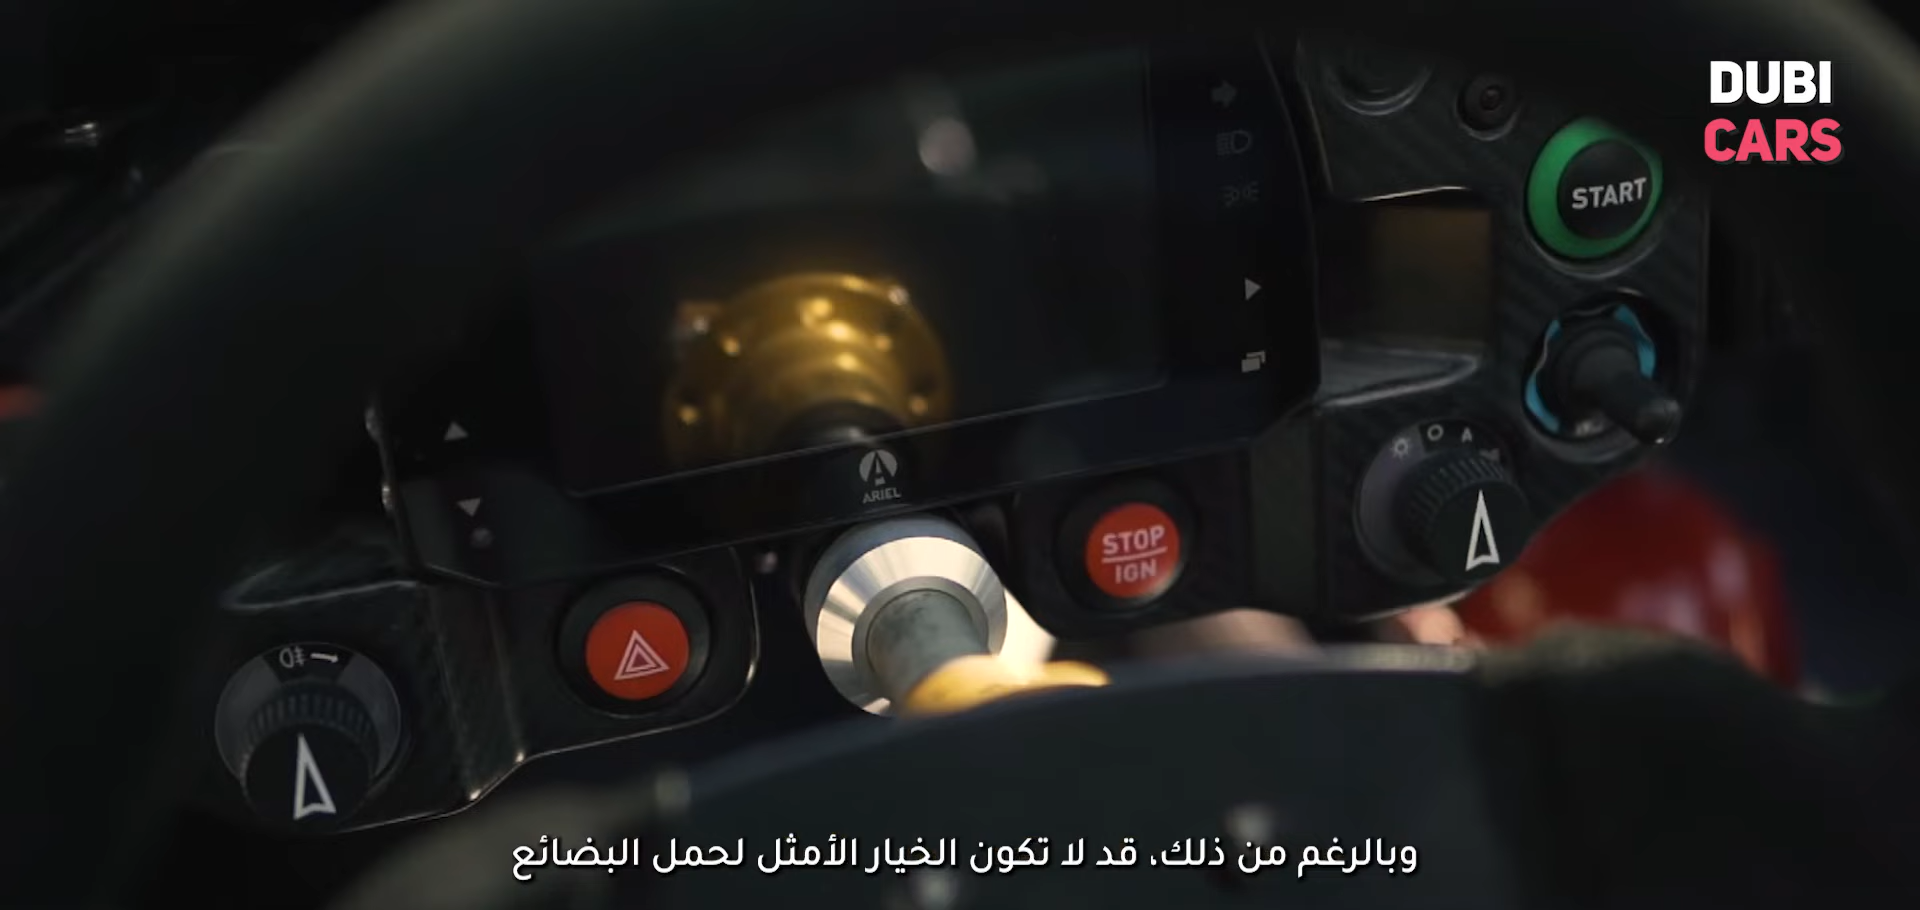 DUBI
CARS
START
ARIEL
STOP
IGN
A
وبالرغم من ذلك، قد لا تكون الخيار الأمثل لحمل البضائع